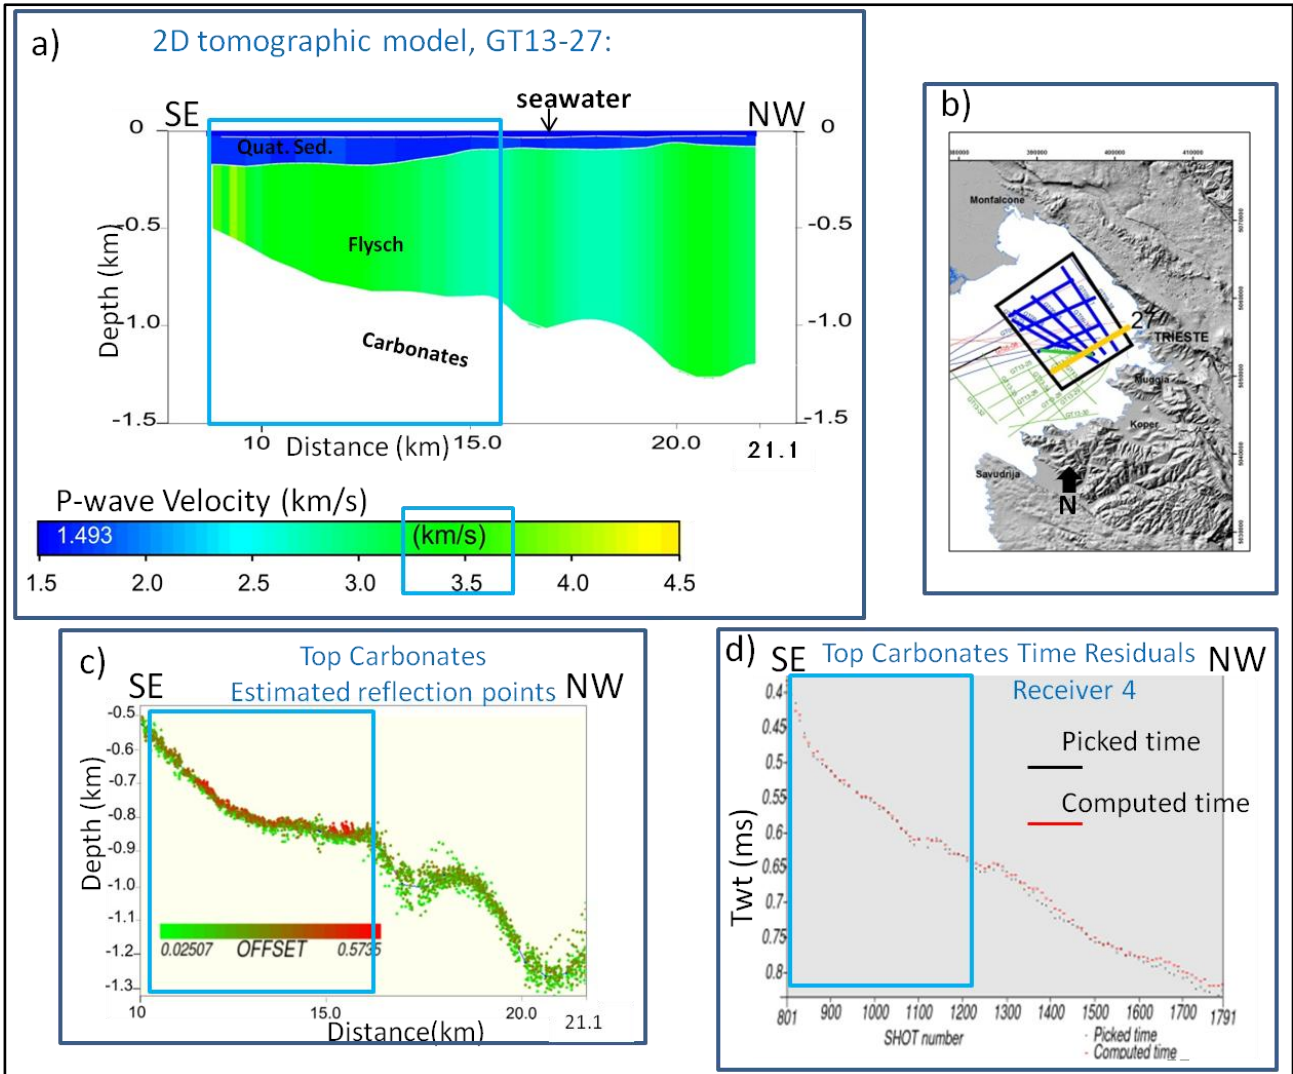 a)
2D tomographic model, GT13-27:
seawater
SE
NW
0
0
Quat. Sed.
-0.5
-0.5
Flysch
Depth (km)
-1.0
-1.0
Carbonates
-1.5
-1.5
10
Distance (km)
15.0
20.0
21.1
P-wave Velocity (km/s)
1.493
(km/s)
1.5
2.0
2.5
3.0
3.5
4.0
4.5
b)
Monfalcone
27
TRIESTE
Muggia
Koper
Savudrija
N
c)
Top Carbonates
Estimated reflection points
SE
NW
-0.5
-0.6
-0.7
-0.8
-0.9
-1.0
-1.1
-1.2
-1.3
Depth (km)
0.02507
OFFSET
0.5735
10
15.0
20.0
21.1
Distance(km)
d)
SE
Top Carbonates Time Residuals
NW
Receiver 4
Picked time
Computed time
0.4
0.45
0.5
0.55
0.6
0.65
0.7
0.75
0.8
Twt (ms)
801
900
1000
1100
1200
1300
1400
1500
1600
1700
1791
SHOT number
- Picked time
- Computed time